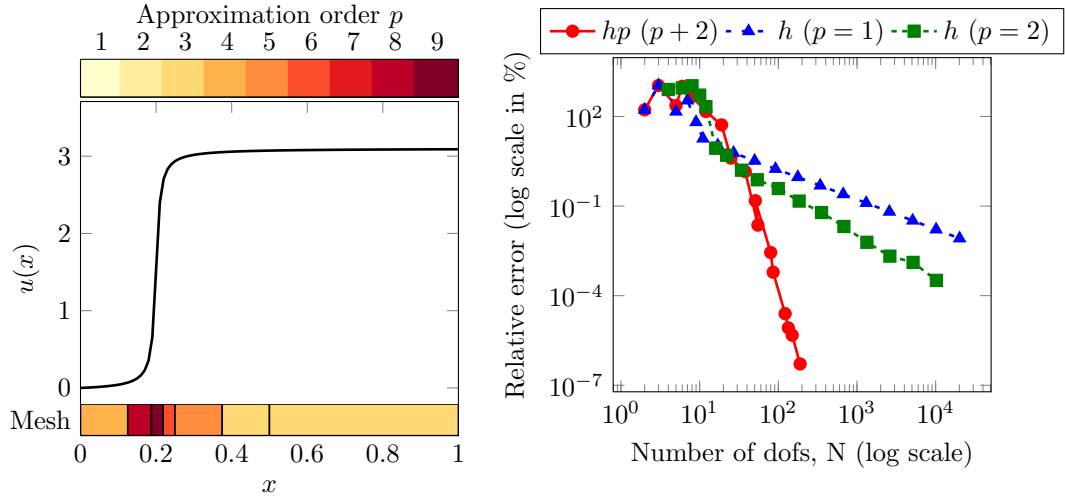 Approximation order p
1 2 3 4 5 6 7 8 9
3
2
1
0
u(x)
Mesh
0 0.2 0.4 0.6 0.8 1
x
hp (p + 2) h (p = 1) h (p = 2)
10^2
10^−1
10^−4
10^−7
Relative error (log scale in %)
10^0 10^1 10^2 10^3 10^4
Number of dofs, N (log scale)